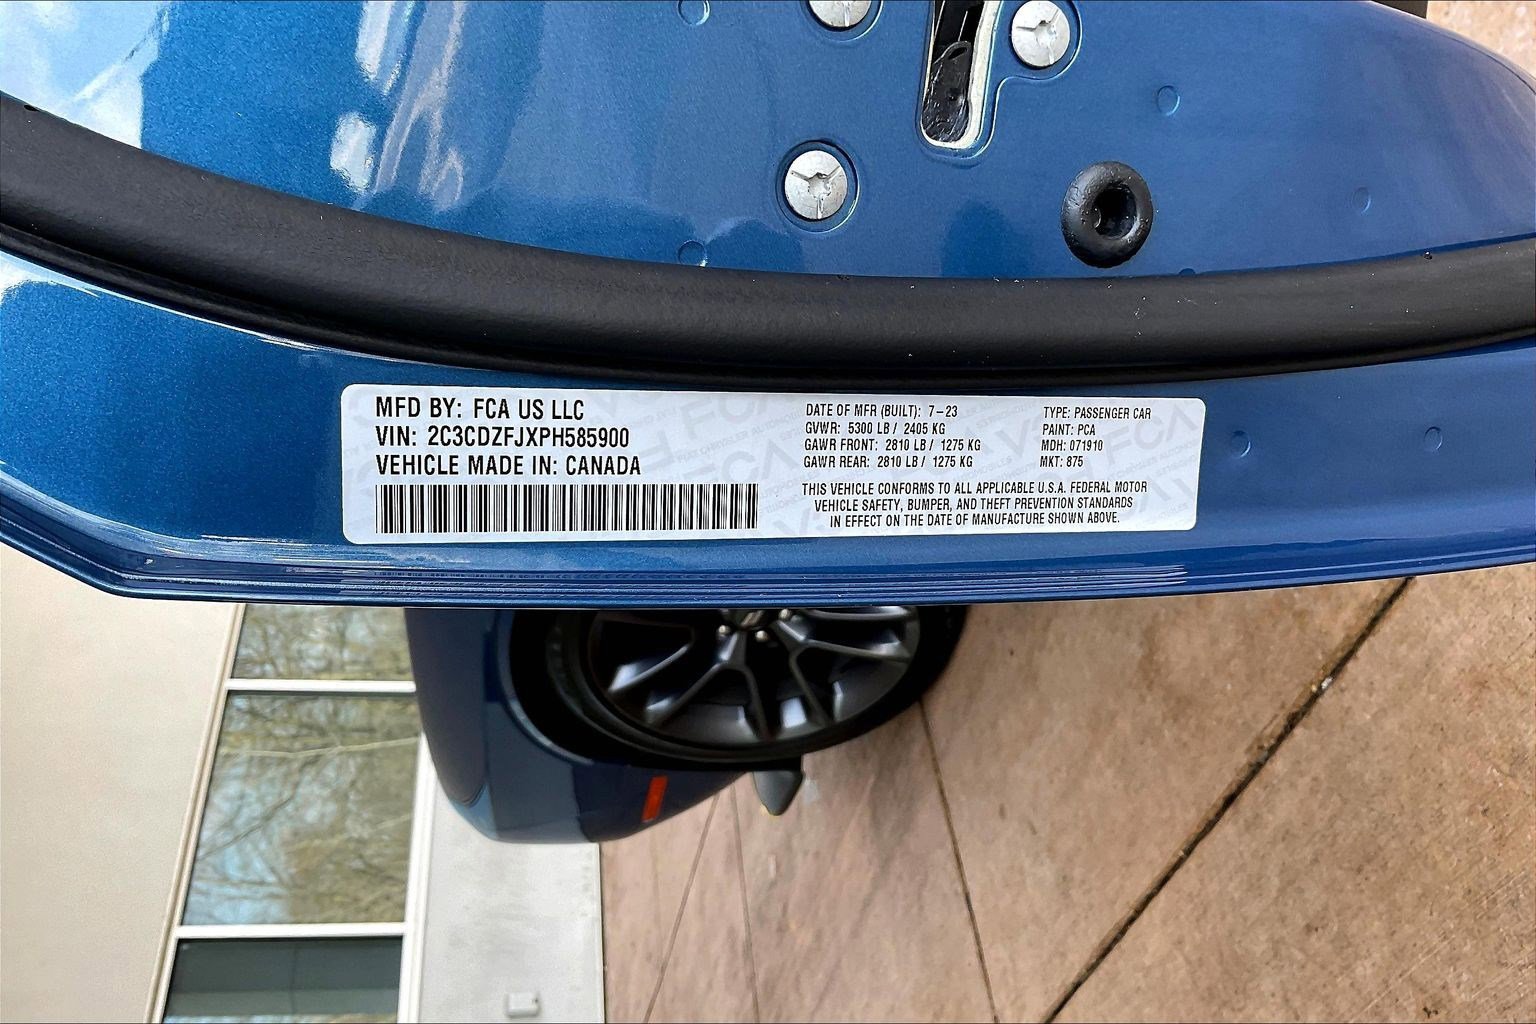 MFD BY: FCA US LLC
VIN: 2C3CDZFJXPH585900
VEHICLE MADE IN: CANADA
DATE OF MFR (BUILT): 7-23
GVWR: 5300 LB / 2405 KG
GAWR FRONT: 2810 LB / 1275 KG
GAWR REAR: 2810 LB / 1275 KG
TYPE: PASSENGER CAR
PAINT: PCA
MDH: 071910
MKT: 875
THIS VEHICLE CONFORMS TO ALL APPLICABLE U.S.A. FEDERAL MOTOR
VEHICLE SAFETY, BUMPER, AND THEFT PREVENTION STANDARDS
IN EFFECT ON THE DATE OF MANUFACTURE SHOWN ABOVE.